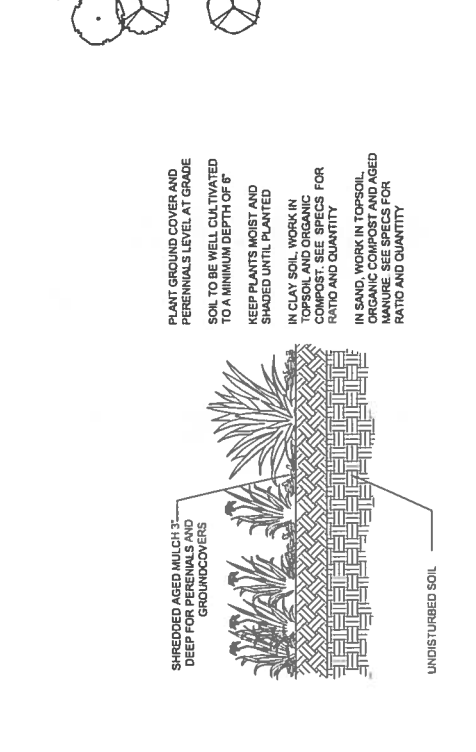 SHREDDED AGED MULCH 3"
DEEP FOR PERENIALS AND
GROUNDCOVERS
PLANT GROUND COVER AND
PERENNIALS LEVEL AT GRADE
SOIL TO BE WELL CULTIVATED
TO A MINIMUM DEPTH OF 6"
KEEP PLANTS MOIST AND
SHADED UNTIL PLANTED
IN CLAY SOIL, WORK IN
TOPSOIL AND ORGANIC
COMPOST. SEE SPECS FOR
RATIO AND QUANTITY
IN SAND, WORK IN TOPSOIL,
ORGANIC COMPOST AND AGED
MANURE. SEE SPECS FOR
RATIO AND QUANTITY
UNDISTURBED SOIL